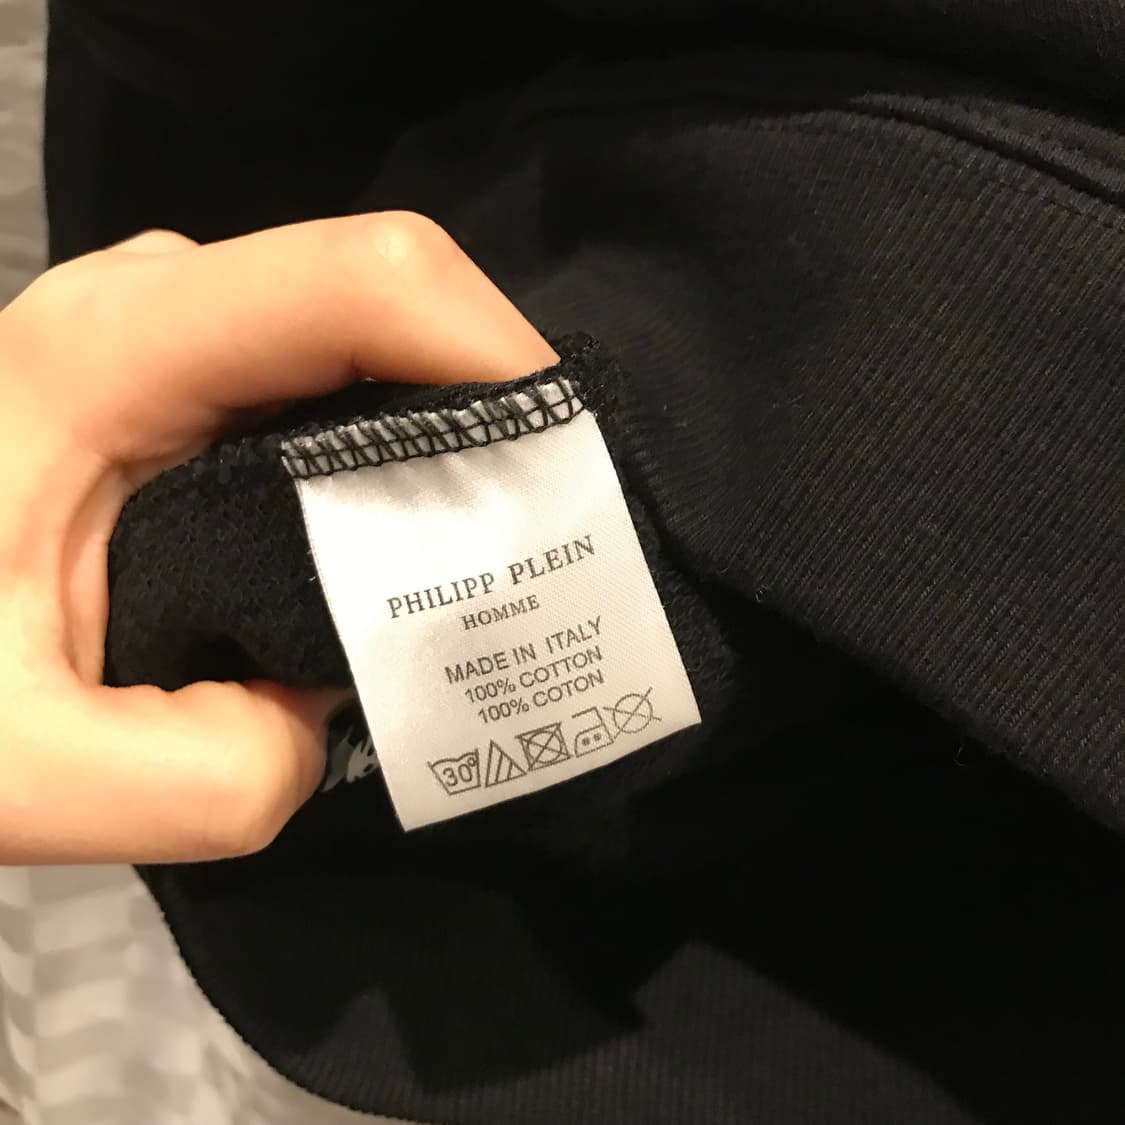 PHILIPP PLEIN
HOMME
MADE IN ITALY
100% COTTON
100% COTON
30°